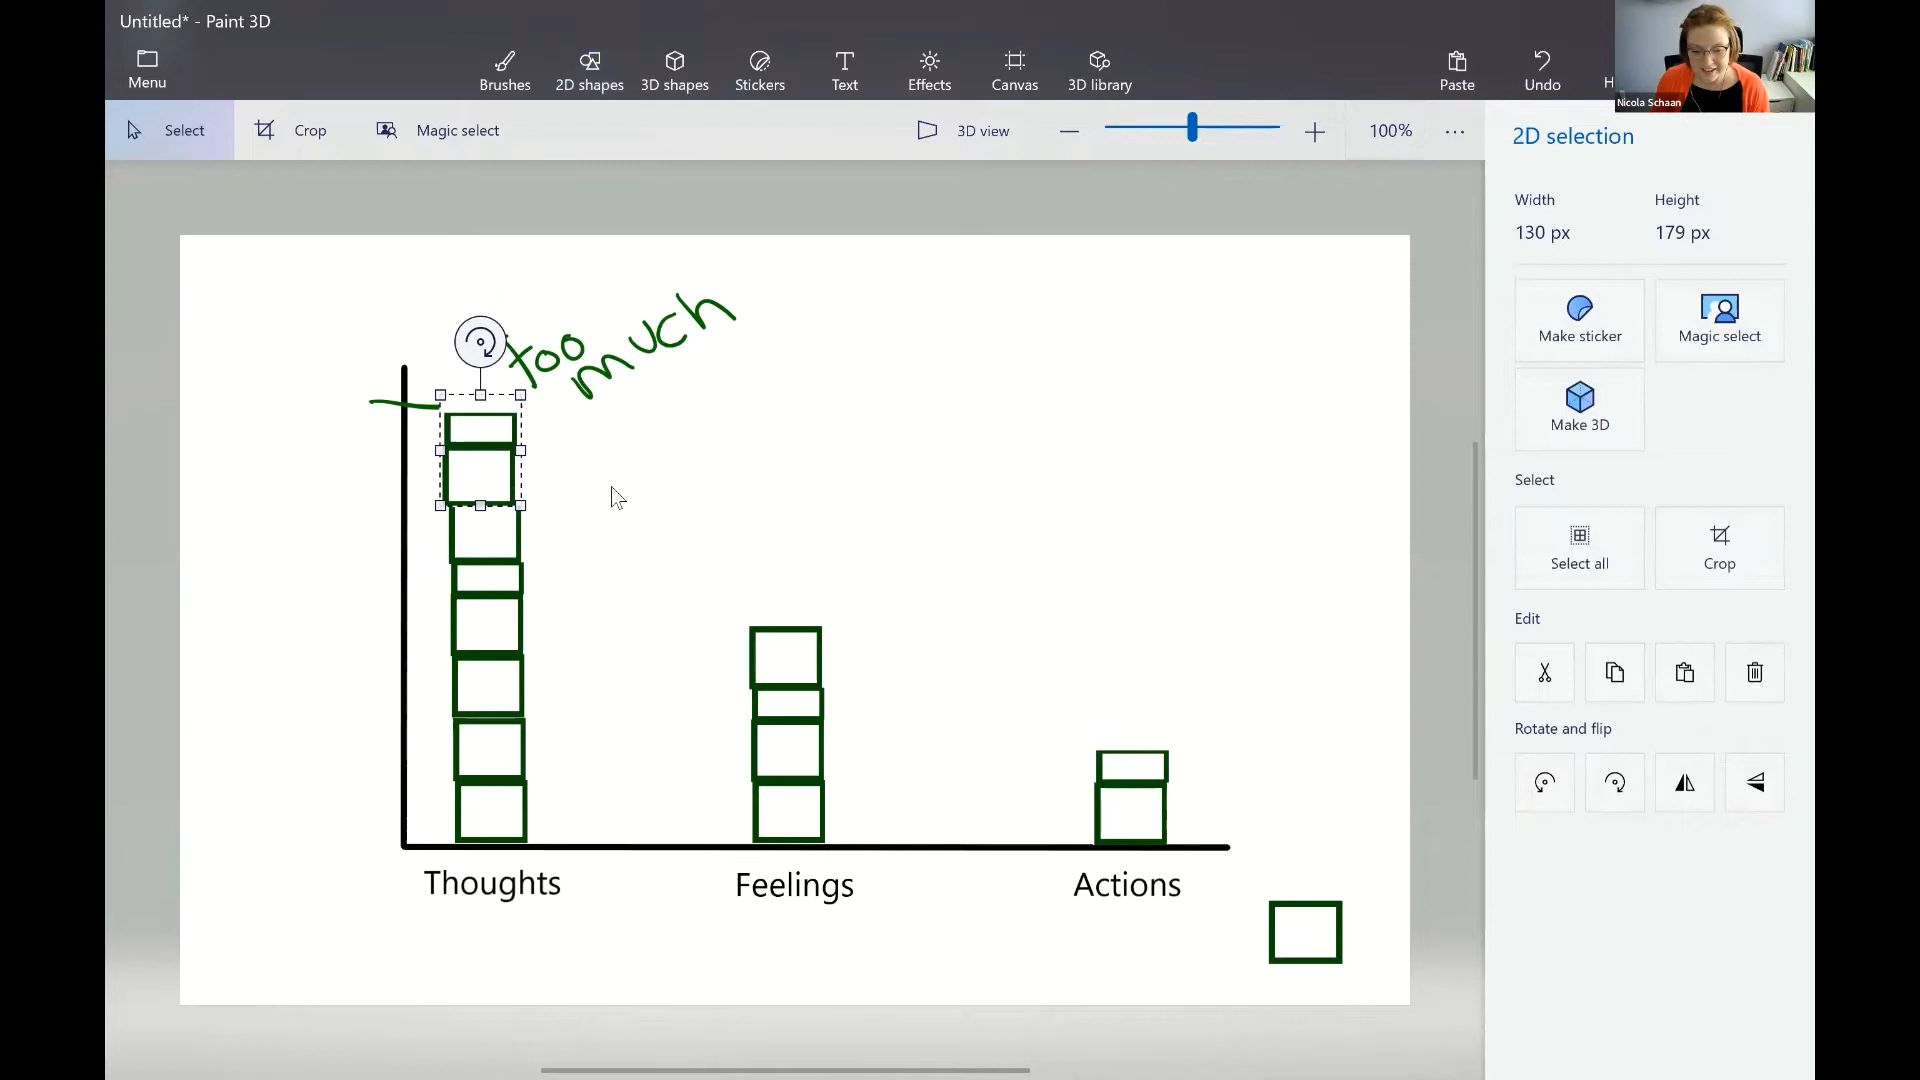 Untitled* - Paint 3D
Menu
Brushes
2D shapes
3D shapes
Stickers
Text
Effects
Canvas
3D library
Paste
Undo
H
Nicola Schaan
Select
Crop
Magic select
3D view
100%
2D selection
Width
Height
130 px
179 px
Make sticker
Magic select
Make 3D
Select
Select all
Crop
Edit
Rotate and flip
too
much
Thoughts
Feelings
Actions